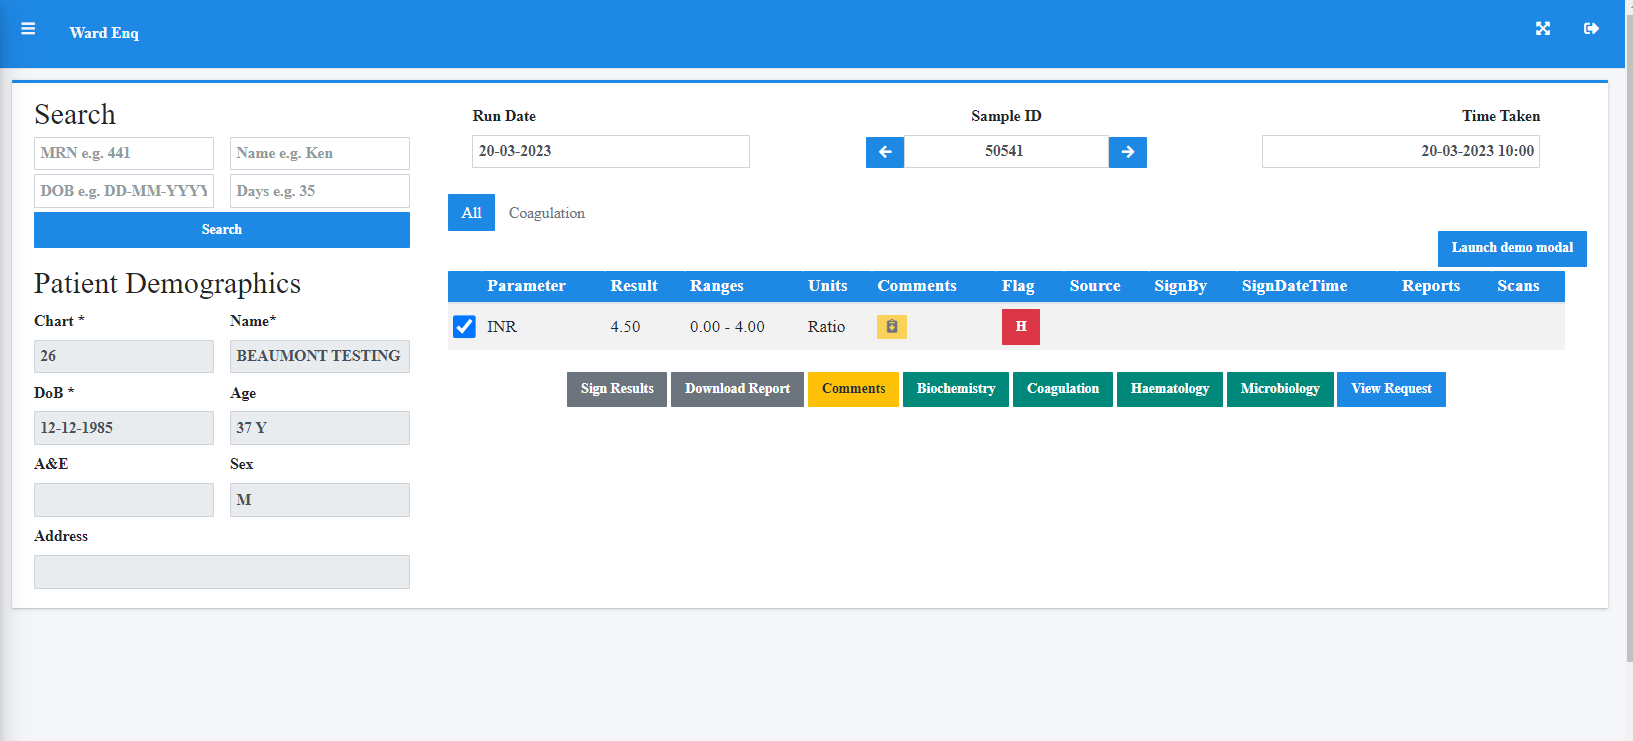 Ward Enq
Search
MRN e.g. 441
Name e.g. Ken
DOB e.g. DD-MM-YYYY
Days e.g. 35
Search
Patient Demographics
Chart *
Name*
26
BEAUMONT TESTING
DoB *
Age
12-12-1985
37 Y
A&E
Sex
M
Address
Run Date
Sample ID
Time Taken
20-03-2023
50541
20-03-2023 10:00
All
Coagulation
Launch demo modal
Parameter Result Ranges Units Comments Flag Source SignBy SignDateTime Reports Scans
INR 4.50 0.00 - 4.00 Ratio H
Sign Results
Download Report
Comments
Biochemistry
Coagulation
Haematology
Microbiology
View Request